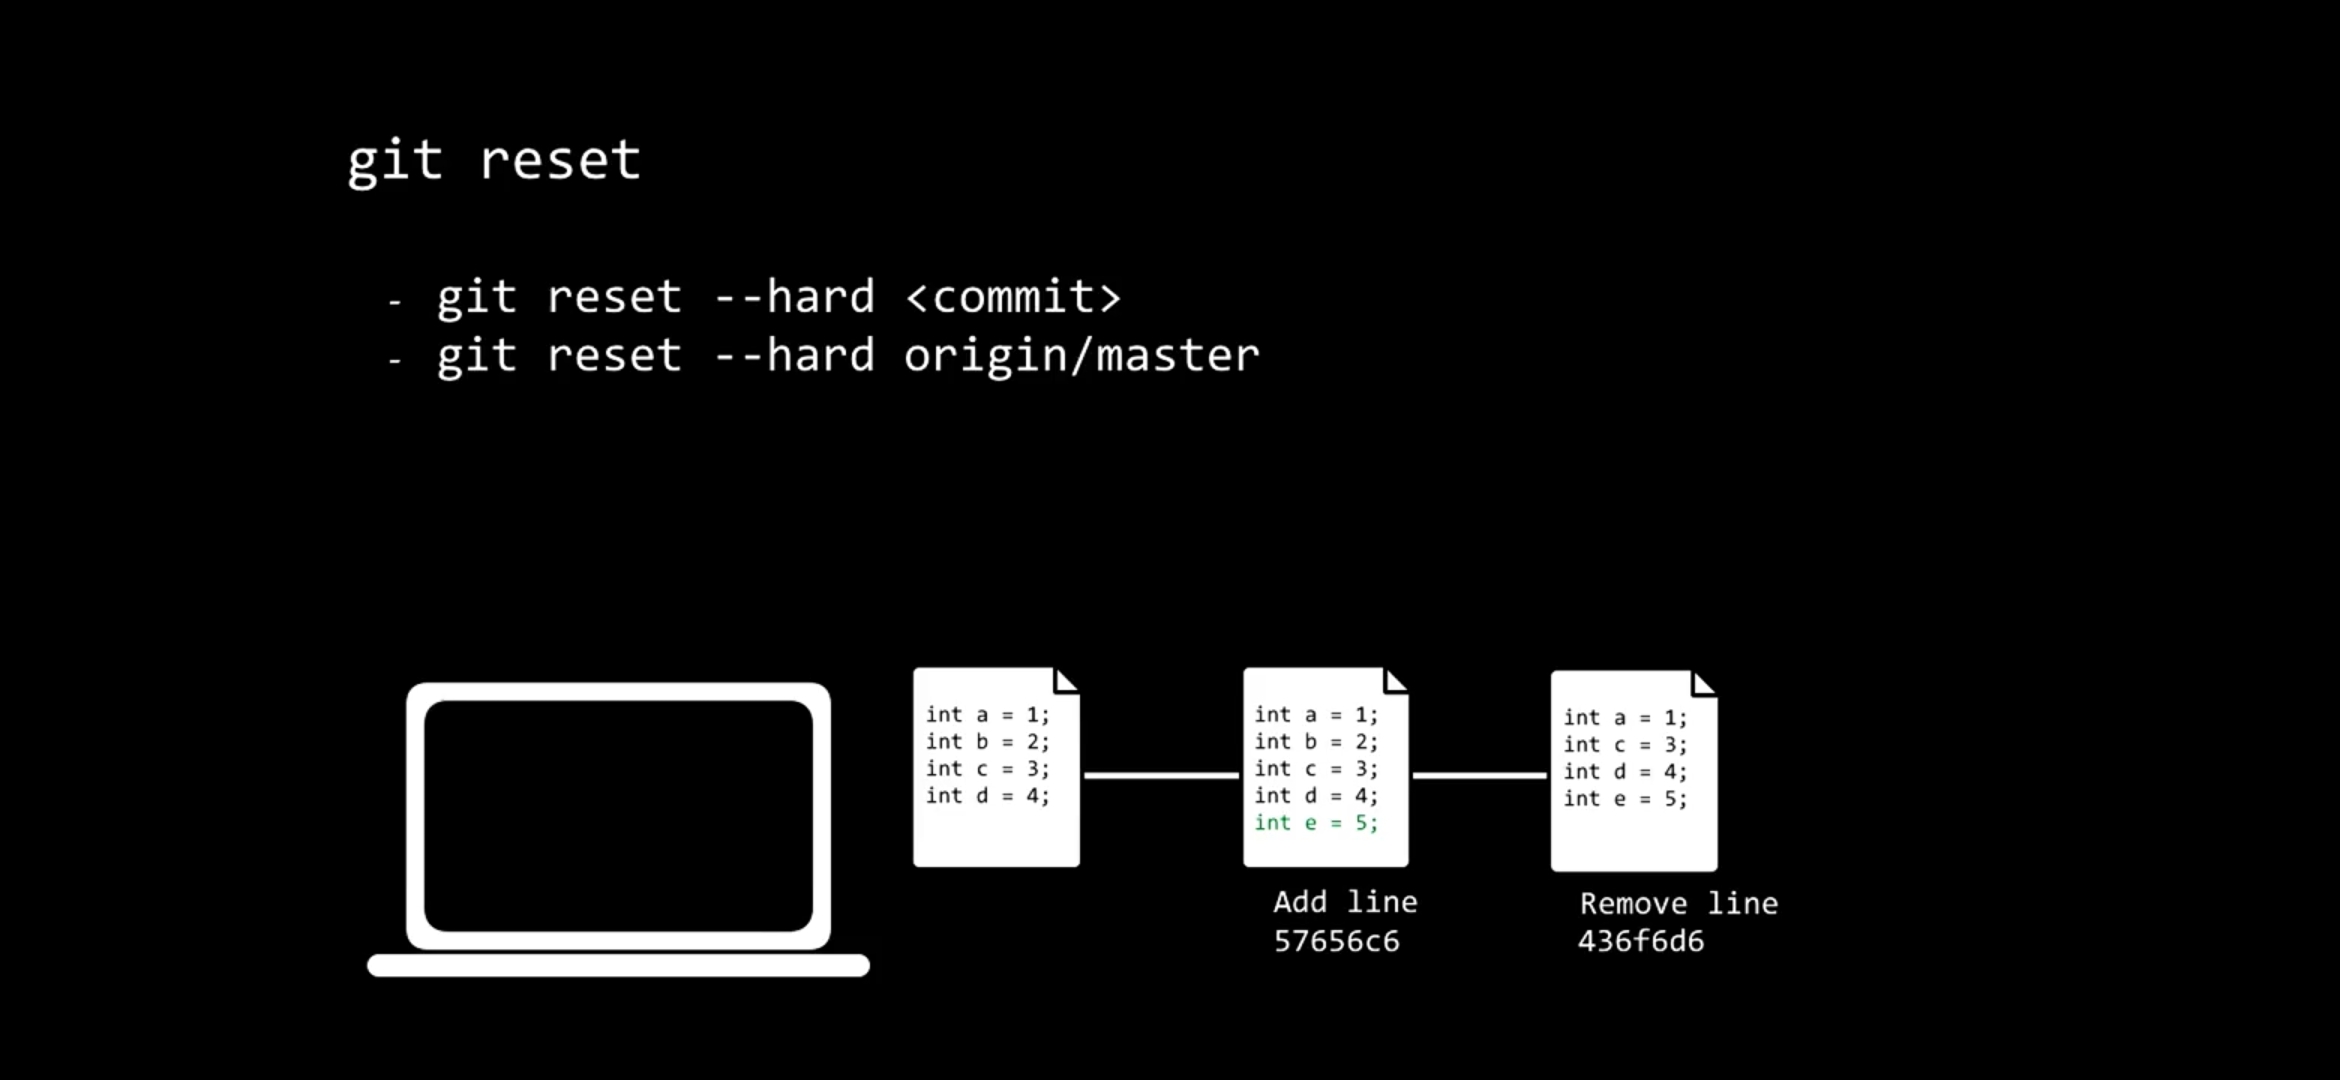 git reset
- git reset --hard <commit>
- git reset --hard origin/master
int a = 1;
int b = 2;
int c = 3;
int d = 4;
int a = 1;
int b = 2;
int c = 3;
int d = 4;
int e = 5;
Add line
57656c6
int a = 1;
int c = 3;
int d = 4;
int e = 5;
Remove line
436f6d6